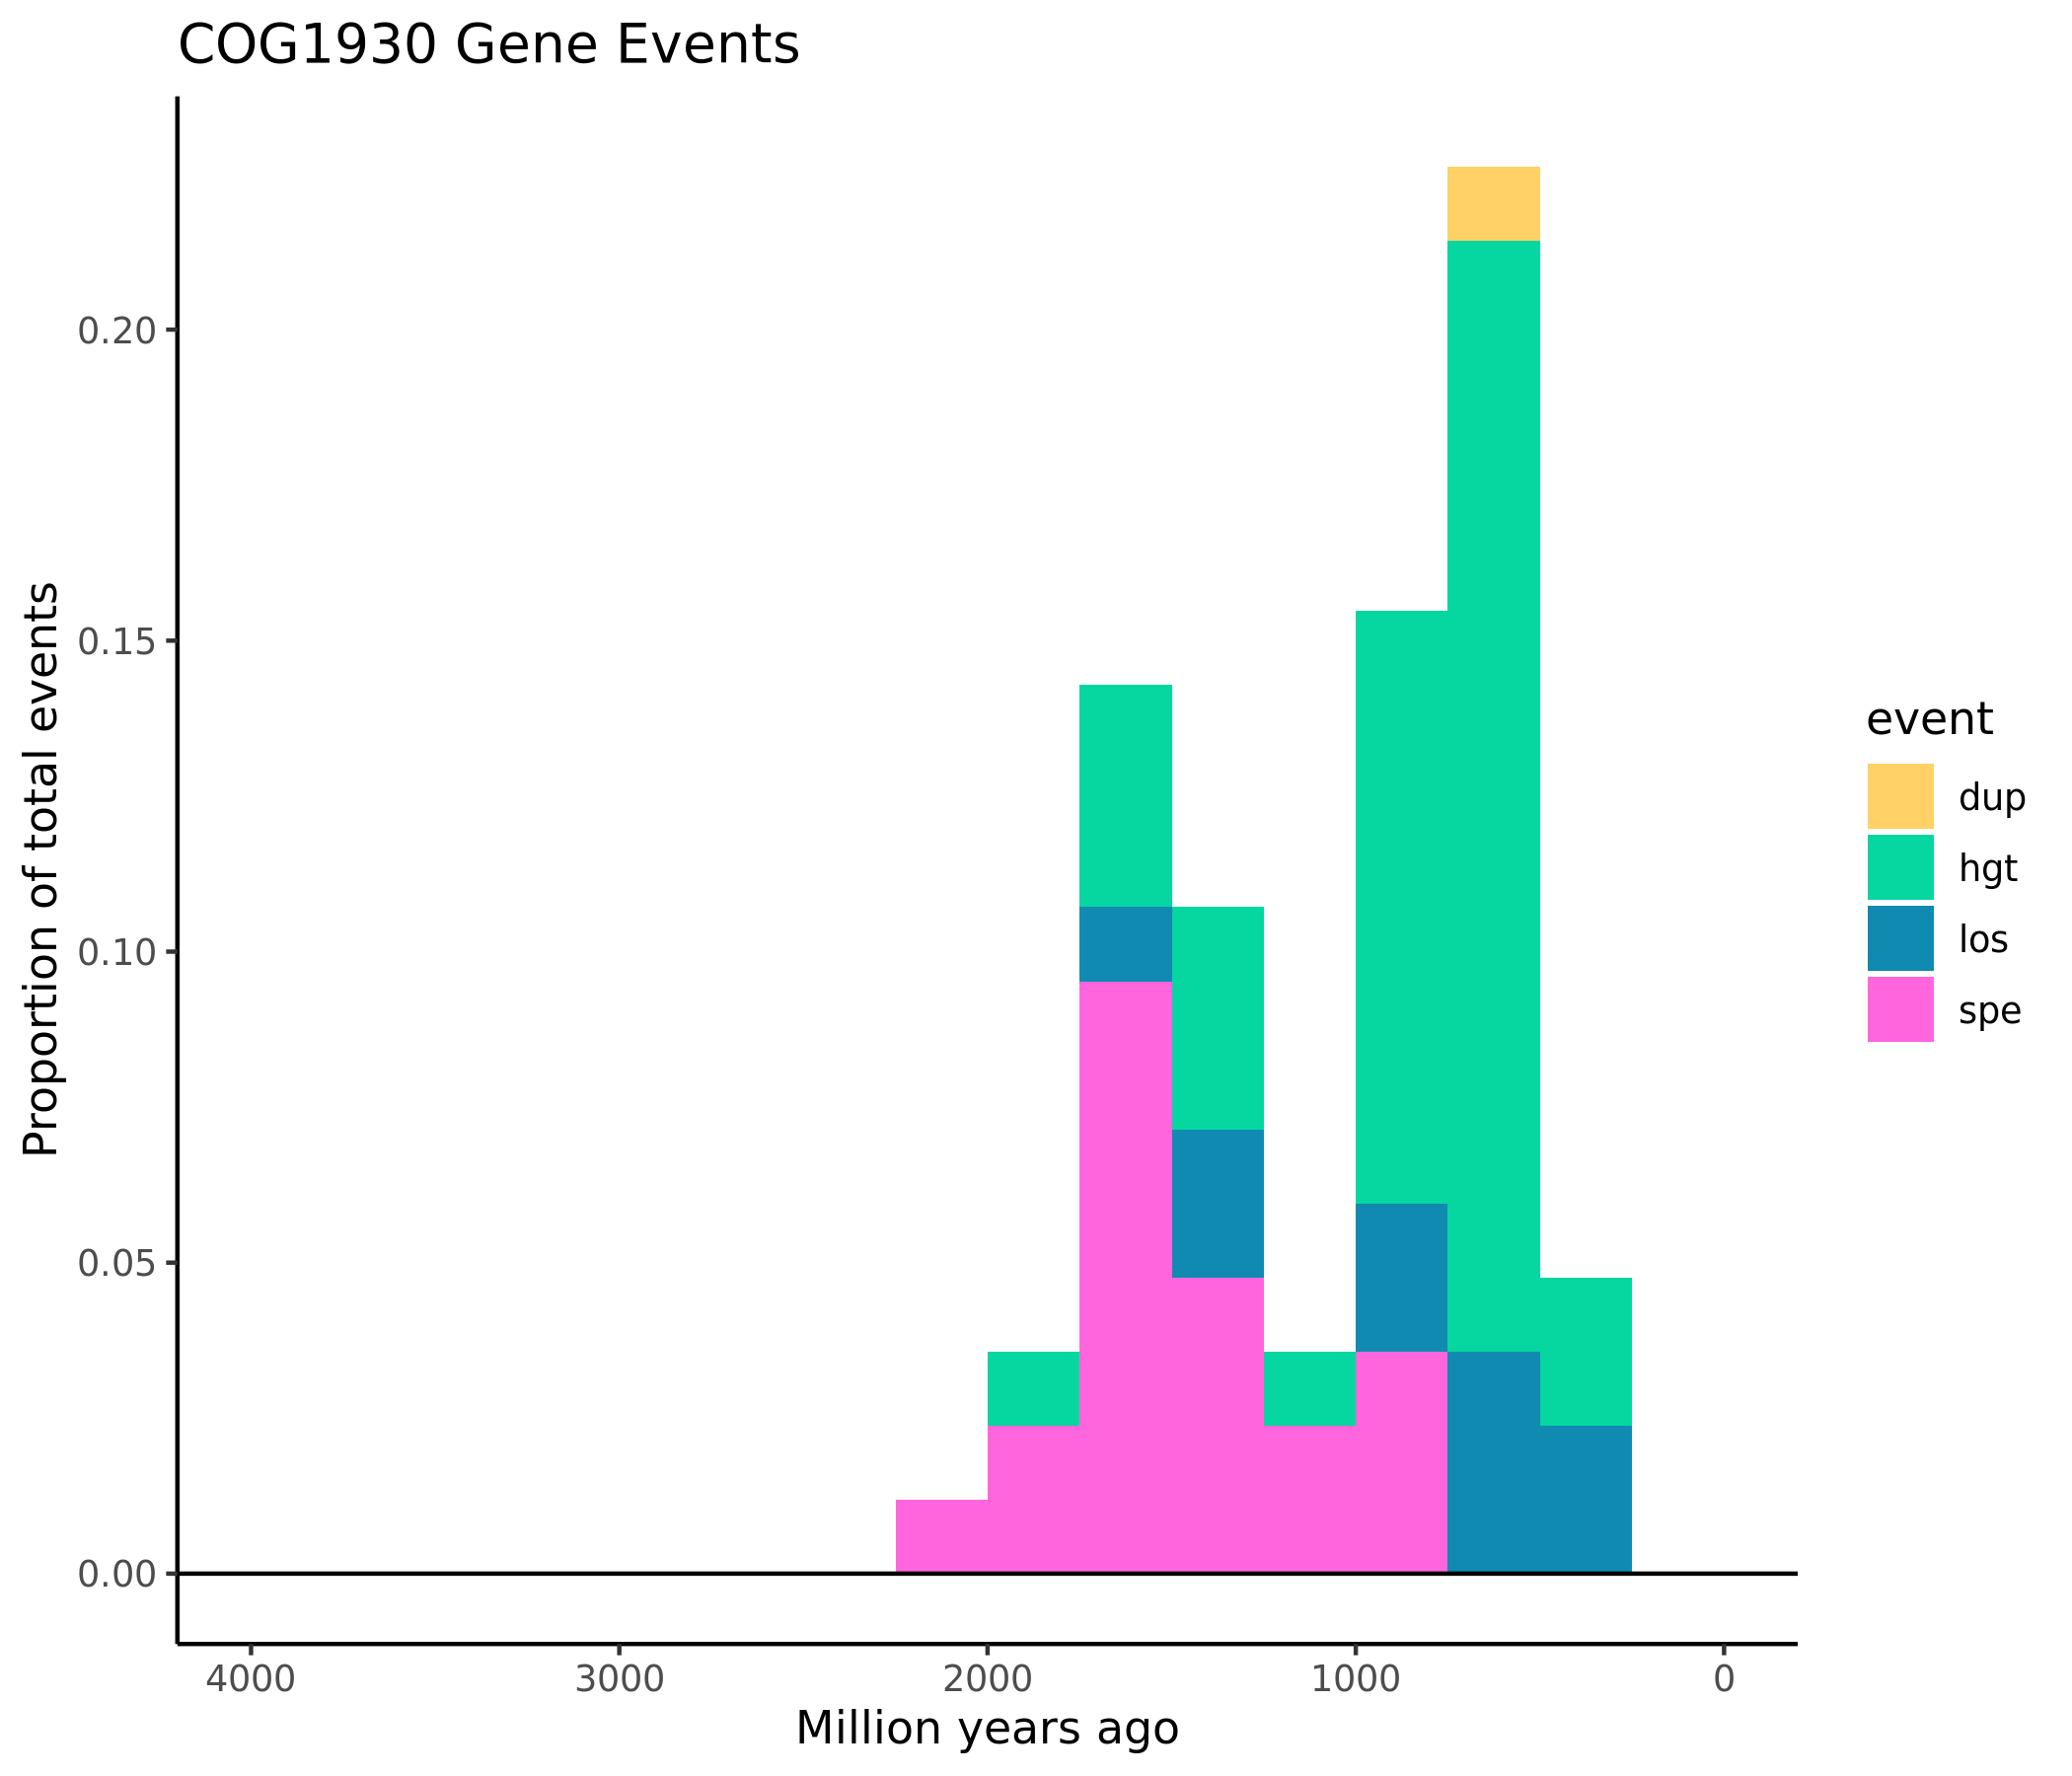 COG1930 Gene Events
Proportion of total events
0.20
0.15
0.10
0.05
0.00
4000 3000 2000 1000 0
Million years ago
event
dup
hgt
los
spe